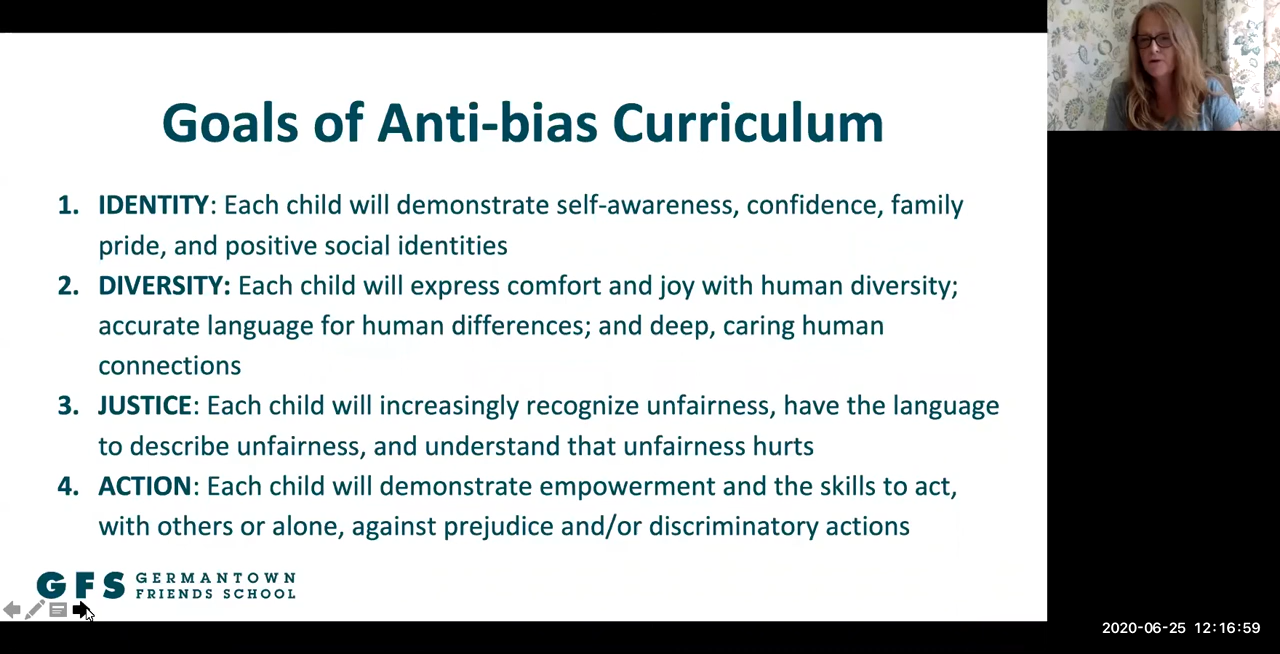 Goals of Anti-bias Curriculum
1. IDENTITY: Each child will demonstrate self-awareness, confidence, family
pride, and positive social identities
2. DIVERSITY: Each child will express comfort and joy with human diversity;
accurate language for human differences; and deep, caring human
connections
3. JUSTICE: Each child will increasingly recognize unfairness, have the language
to describe unfairness, and understand that unfairness hurts
4. ACTION: Each child will demonstrate empowerment and the skills to act,
with others or alone, against prejudice and/or discriminatory actions
GFS GERMANTOWN
FRIENDS SCHOOL
2020-06-25 12:16:59